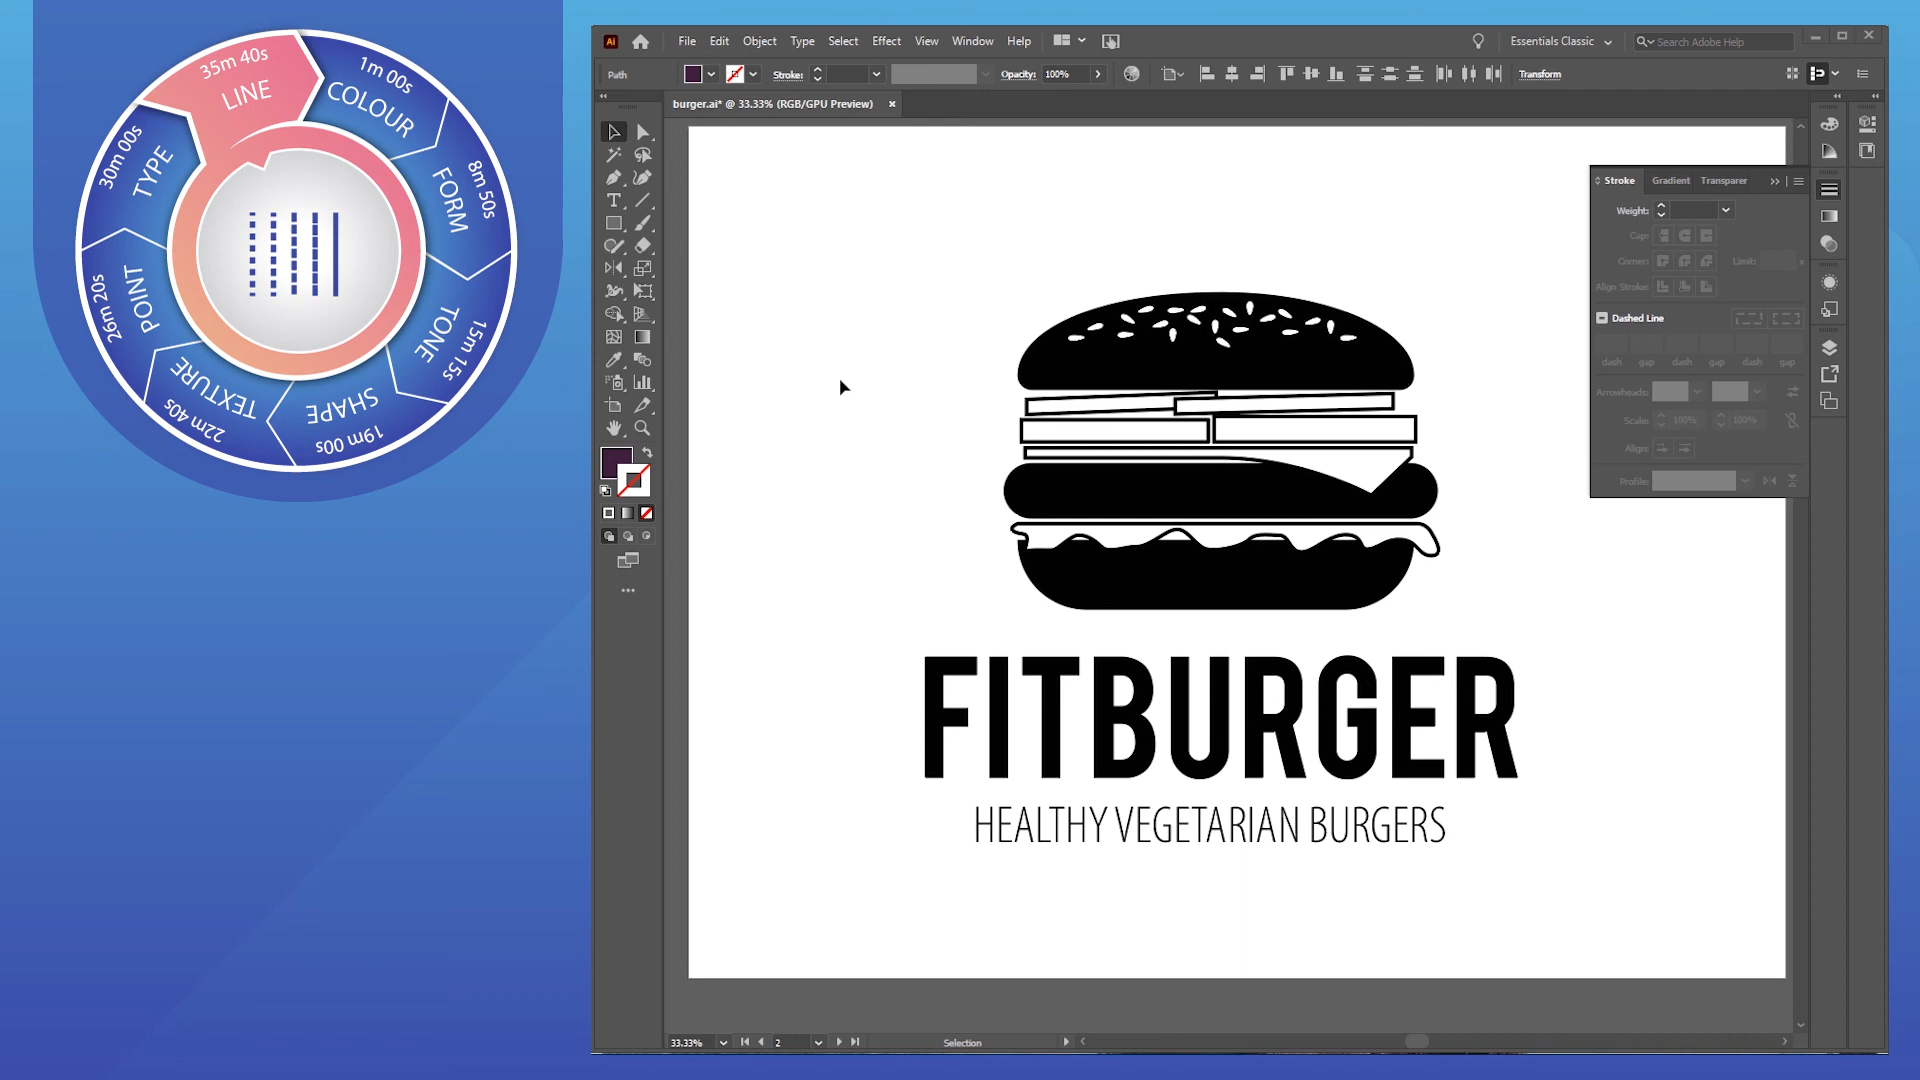 35m 40s
LINE
1m 00s
COLOUR
8m 50s
FORM
15m 15s
TONE
19m 00s
SHAPE
22m 40s
TEXTURE
26m 20s
POINT
30m 00s
TYPE
Ai File Edit Object Type Select Effect View Window Help Essentials Classic Search Adobe Help
Path Stroke: Opacity: 100% Transform
burger.ai* @ 33.33% (RGB/GPU Preview)
Stroke Gradient Transparer
Weight:
Cap:
Corner: Limit:
Align Stroke:
Dashed Line
dash gap dash gap dash gap
Arrowheads:
Scale: 100% 100%
Align:
Profile:
FITBURGER
HEALTHY VEGETARIAN BURGERS
33.33% 2 Selection